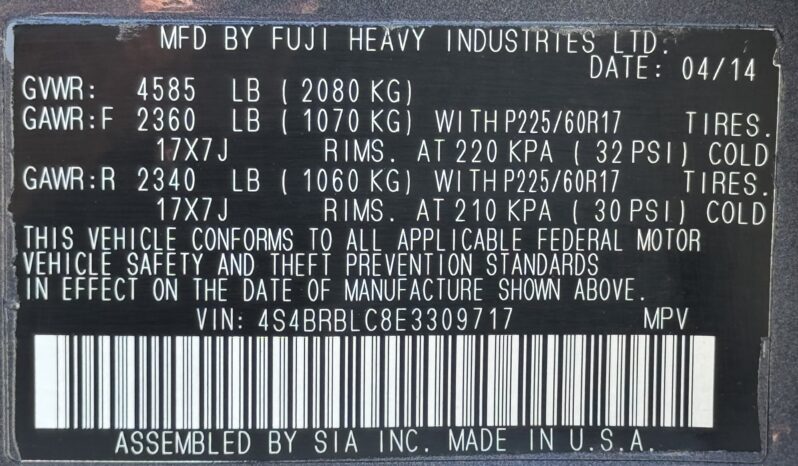 MFD BY FUJI HEAVY INDUSTRIES LTD.
DATE: 04/14
GVWR: 4585 LB ( 2080 KG)
GAWR:F 2360 LB ( 1070 KG) WITH P225/60R17 TIRES.
17X7J RIMS. AT 220 KPA ( 32 PSI) COLD
GAWR:R 2340 LB ( 1060 KG) WITH P225/60R17 TIRES.
17X7J RIMS. AT 210 KPA ( 30 PSI) COLD
THIS VEHICLE CONFORMS TO ALL APPLICABLE FEDERAL MOTOR
VEHICLE SAFETY AND THEFT PREVENTION STANDARDS
IN EFFECT ON THE DATE OF MANUFACTURE SHOWN ABOVE.
VIN: 4S4BRBLC8E3309717 MPV
ASSEMBLED BY SIA INC. MADE IN U.S.A.